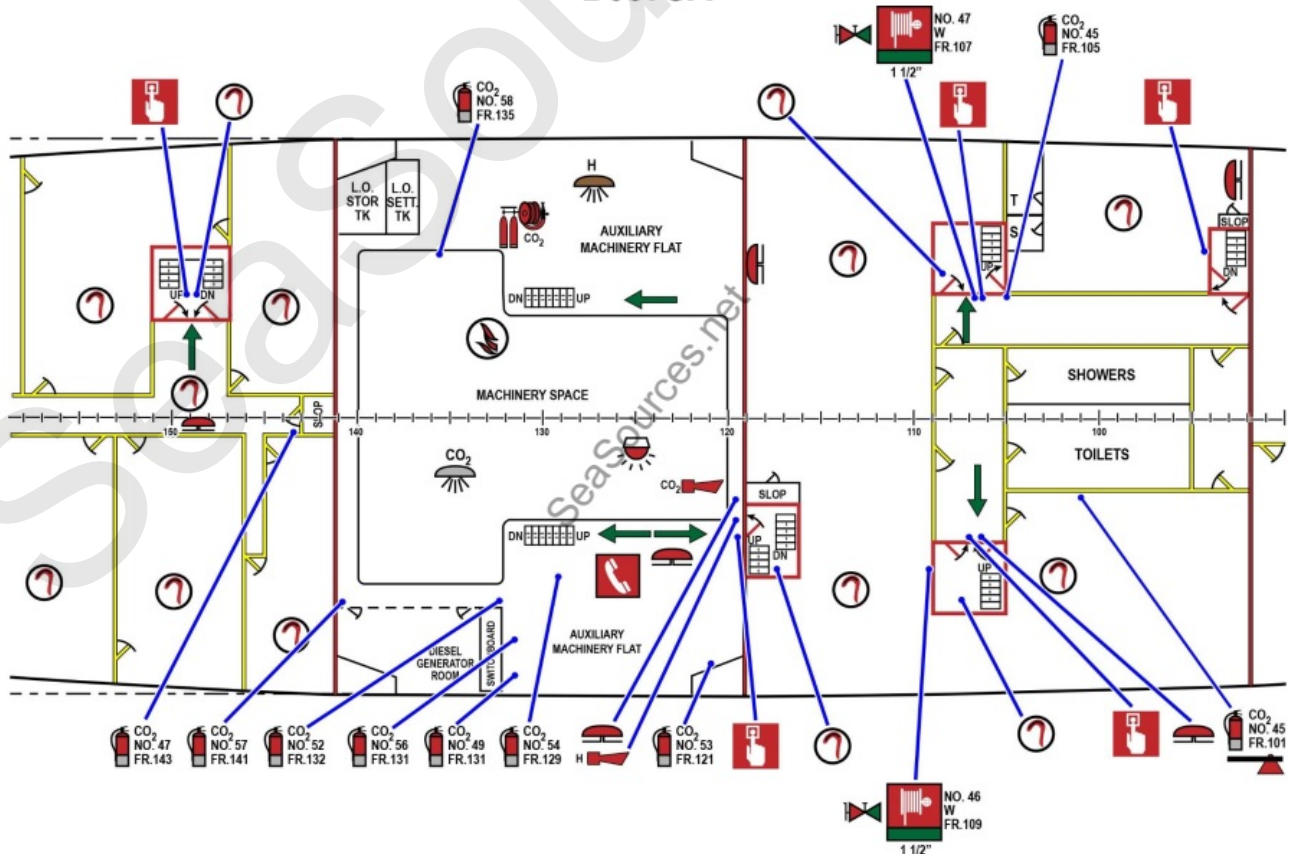 NO. 47
W
FR.107
1 1/2"
CO2
NO. 45
FR.105
CO2
NO. 58
FR.135
H
L.O.
STOR
TK
L.O.
SETT.
TK
CO2
AUXILIARY
MACHINERY FLAT
T
S
SLOP
UP DN
DN UP
UP
DN
MACHINERY SPACE
SHOWERS
SLOP
150
140
130
120
110
100
TOILETS
CO2
CO2
SLOP
DN UP
UP
DN
UP
DIESEL
GENERATOR
ROOM
SWITCHBOARD
AUXILIARY
MACHINERY FLAT
CO2
NO. 47
FR.143
CO2
NO. 57
FR.141
CO2
NO. 52
FR.132
CO2
NO. 56
FR.131
CO2
NO. 49
FR.131
CO2
NO. 54
FR.129
H
CO2
NO. 53
FR.121
CO2
NO. 45
FR.101
NO. 46
W
FR.109
1 1/2"
SeaSources.net